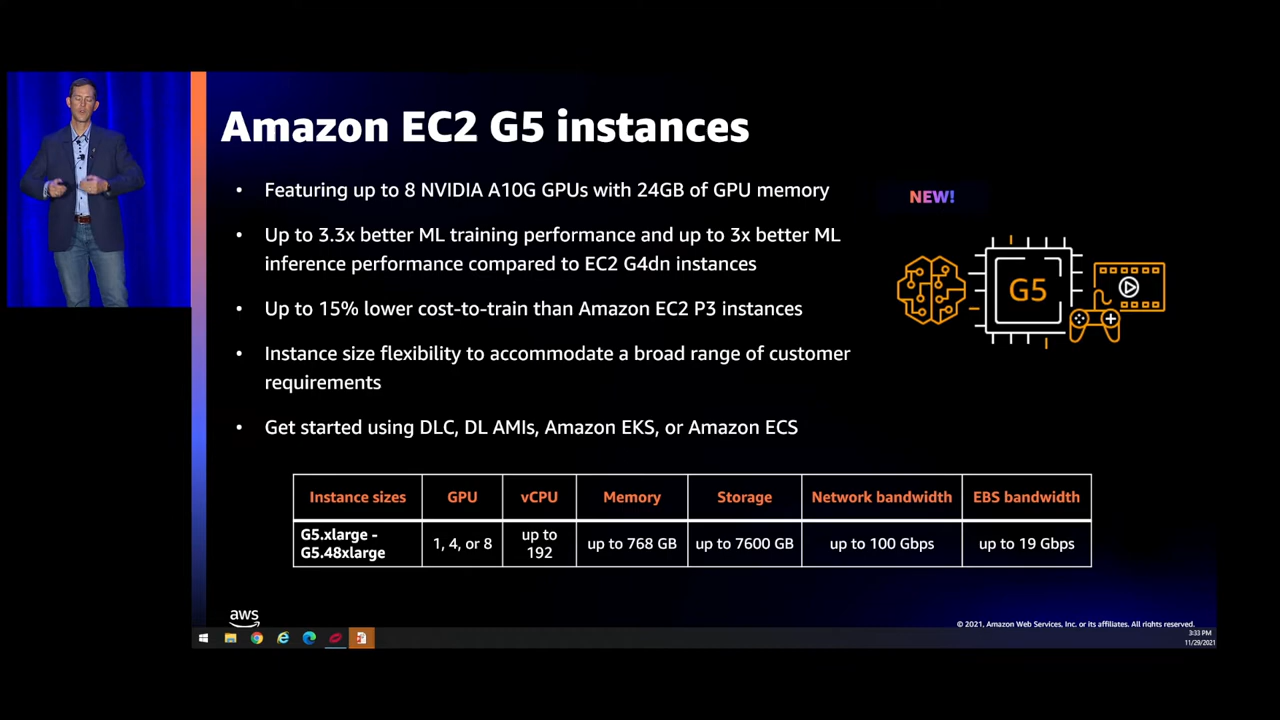 Amazon EC2 G5 instances
• Featuring up to 8 NVIDIA A10G GPUs with 24GB of GPU memory
NEW!
• Up to 3.3x better ML training performance and up to 3x better ML
inference performance compared to EC2 G4dn instances
G5
• Up to 15% lower cost-to-train than Amazon EC2 P3 instances
• Instance size flexibility to accommodate a broad range of customer
requirements
• Get started using DLC, DL AMIs, Amazon EKS, or Amazon ECS
Instance sizes GPU vCPU Memory Storage Network bandwidth EBS bandwidth
G5.xlarge -
G5.48xlarge
1, 4, or 8
up to
192
up to 768 GB
up to 7600 GB
up to 100 Gbps
up to 19 Gbps
aws
© 2021, Amazon Web Services, Inc. or its affiliates. All rights reserved.
3:33 PM
11/29/2021